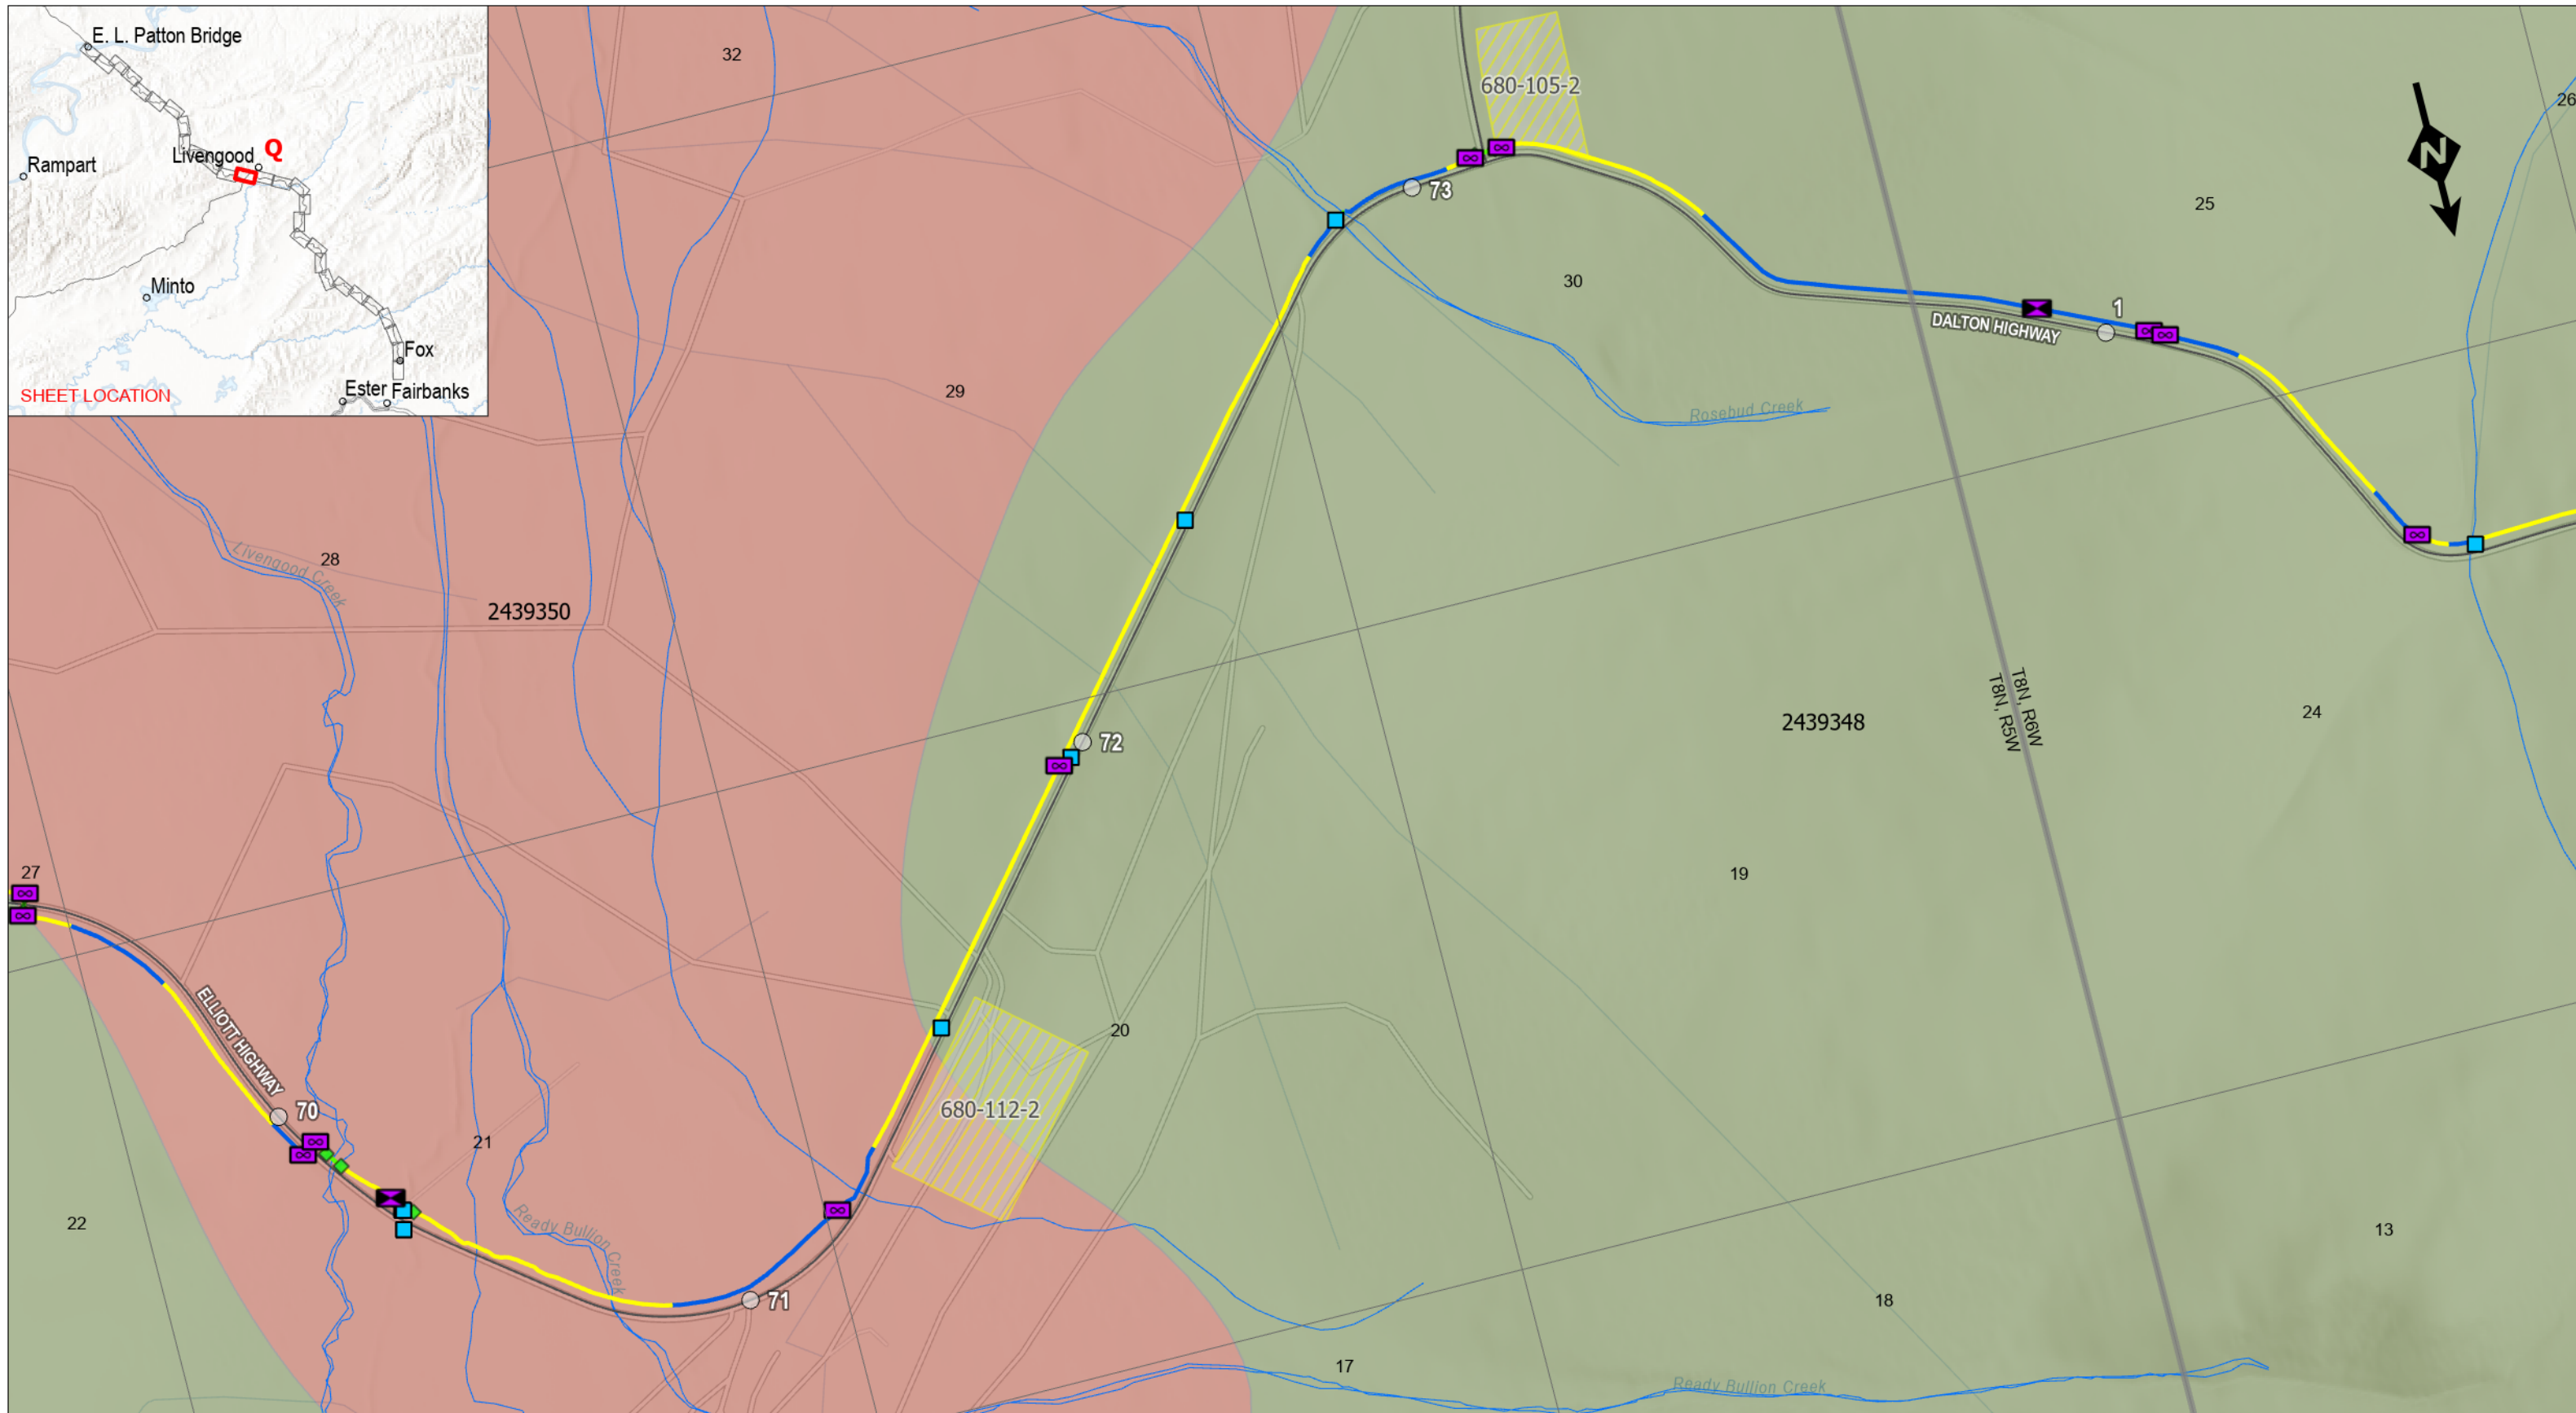 E. L. Patton Bridge
Rampart
Livengood
Q
Minto
Fox
Ester
Fairbanks
SHEET LOCATION
32
680-105-2
26
N
73
25
30
1
DALTON HIGHWAY
29
Rosebud Creek
28
Livengood Creek
2439350
T8N, R6W
T8N, R5W
72
2439348
24
27
19
ELLIOTT HIGHWAY
20
70
680-112-2
21
22
Ready Bullion Creek
13
71
18
17
Ready Bullion Creek